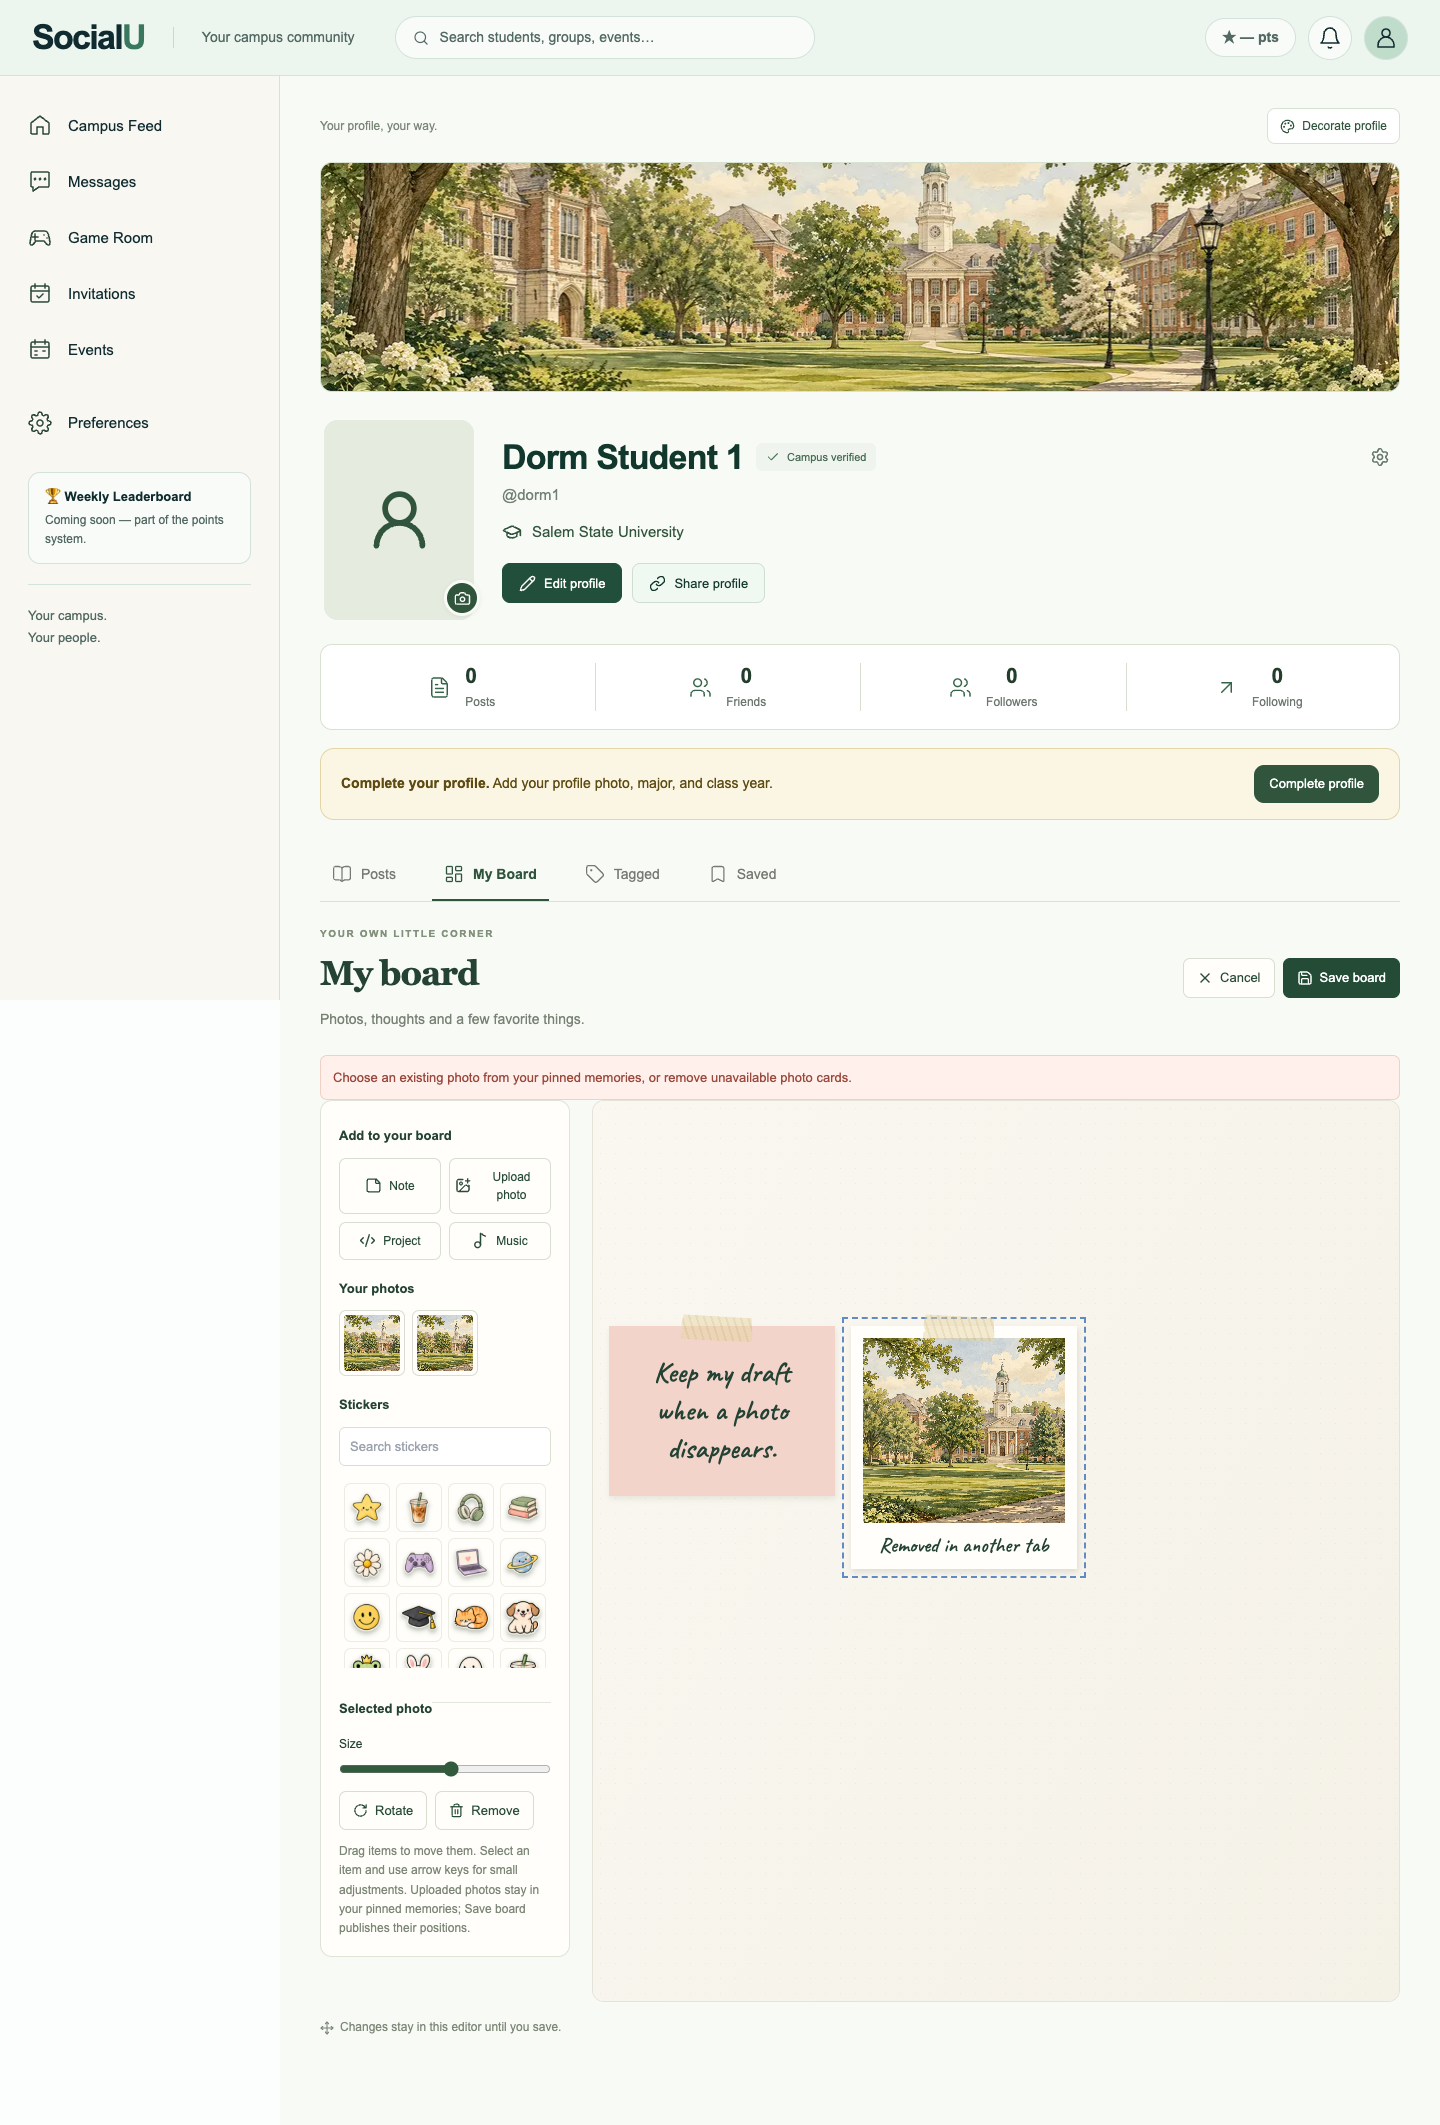 SocialU
Your campus community
Search students, groups, events…
★ — pts
Campus Feed
Messages
Game Room
Invitations
Events
Preferences
🏆 Weekly Leaderboard
Coming soon — part of the points
system.
Your campus.
Your people.
Your profile, your way.
Decorate profile
Dorm Student 1
Campus verified
@dorm1
Salem State University
Edit profile
Share profile
0
Posts
0
Friends
0
Followers
0
Following
Complete your profile. Add your profile photo, major, and class year.
Complete profile
Posts
My Board
Tagged
Saved
YOUR OWN LITTLE CORNER
My board
Cancel
Save board
Photos, thoughts and a few favorite things.
Choose an existing photo from your pinned memories, or remove unavailable photo cards.
Add to your board
Note
Upload
photo
Project
Music
Your photos
Stickers
Search stickers
Selected photo
Size
Rotate
Remove
Drag items to move them. Select an
item and use arrow keys for small
adjustments. Uploaded photos stay in
your pinned memories; Save board
publishes their positions.
Keep my draft
when a photo
disappears.
Removed in another tab
Changes stay in this editor until you save.